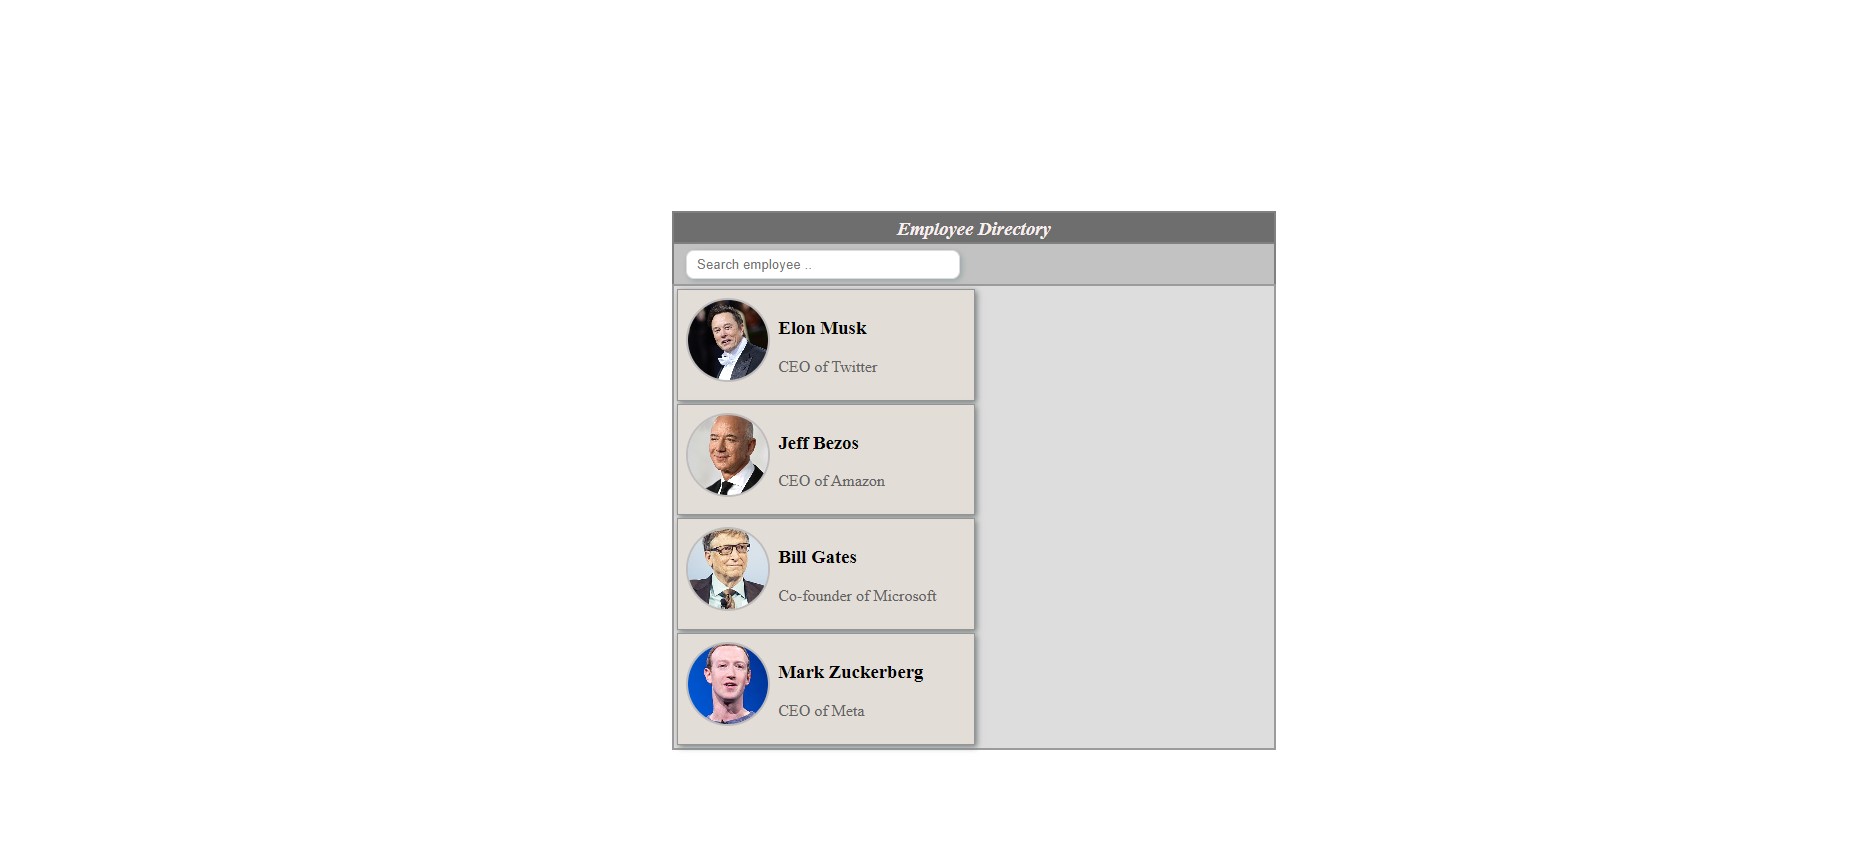 Employee Directory
Search employee ..
Elon Musk
CEO of Twitter
Jeff Bezos
CEO of Amazon
Bill Gates
Co-founder of Microsoft
Mark Zuckerberg
CEO of Meta